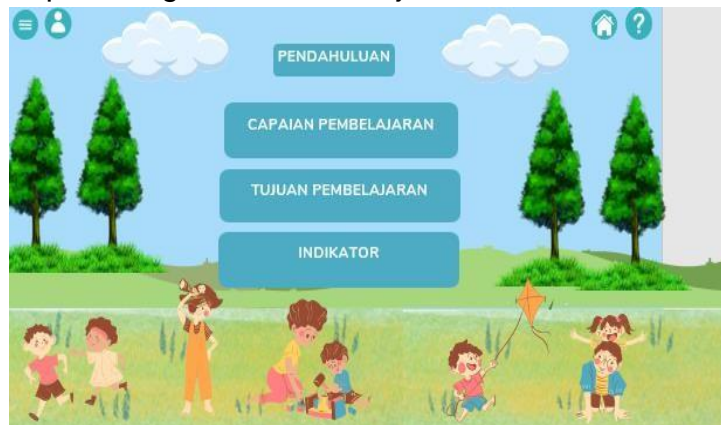 PENDAHULUAN
CAPAIAN PEMBELAJARAN
TUJUAN PEMBELAJARAN
INDIKATOR
?